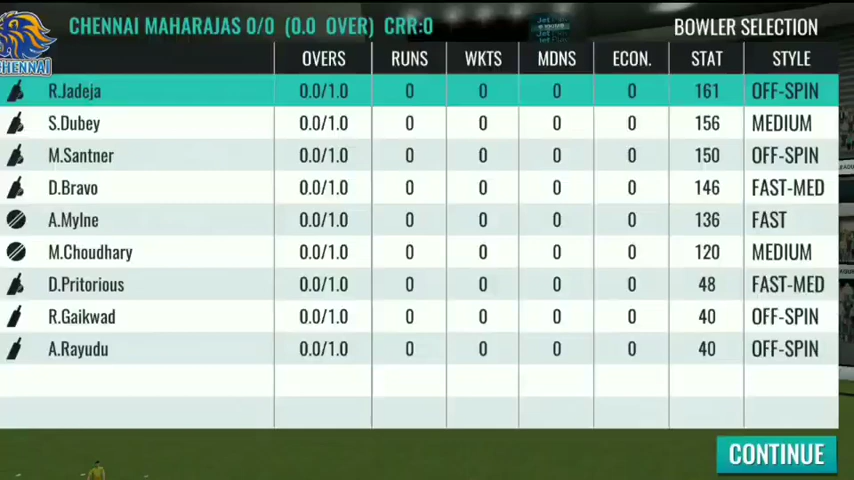 CHENNAI MAHARAJAS 0/0 (0.0 OVER) CRR:0
BOWLER SELECTION
CHENNAI
OVERS RUNS WKTS MDNS ECON. STAT STYLE
R.Jadeja 0.0/1.0 0 0 0 0 161 OFF-SPIN
S.Dubey 0.0/1.0 0 0 0 0 156 MEDIUM
M.Santner 0.0/1.0 0 0 0 0 150 OFF-SPIN
D.Bravo 0.0/1.0 0 0 0 0 146 FAST-MED
A.Mylne 0.0/1.0 0 0 0 0 136 FAST
M.Choudhary 0.0/1.0 0 0 0 0 120 MEDIUM
D.Pritorious 0.0/1.0 0 0 0 0 48 FAST-MED
R.Gaikwad 0.0/1.0 0 0 0 0 40 OFF-SPIN
A.Rayudu 0.0/1.0 0 0 0 0 40 OFF-SPIN
CONTINUE